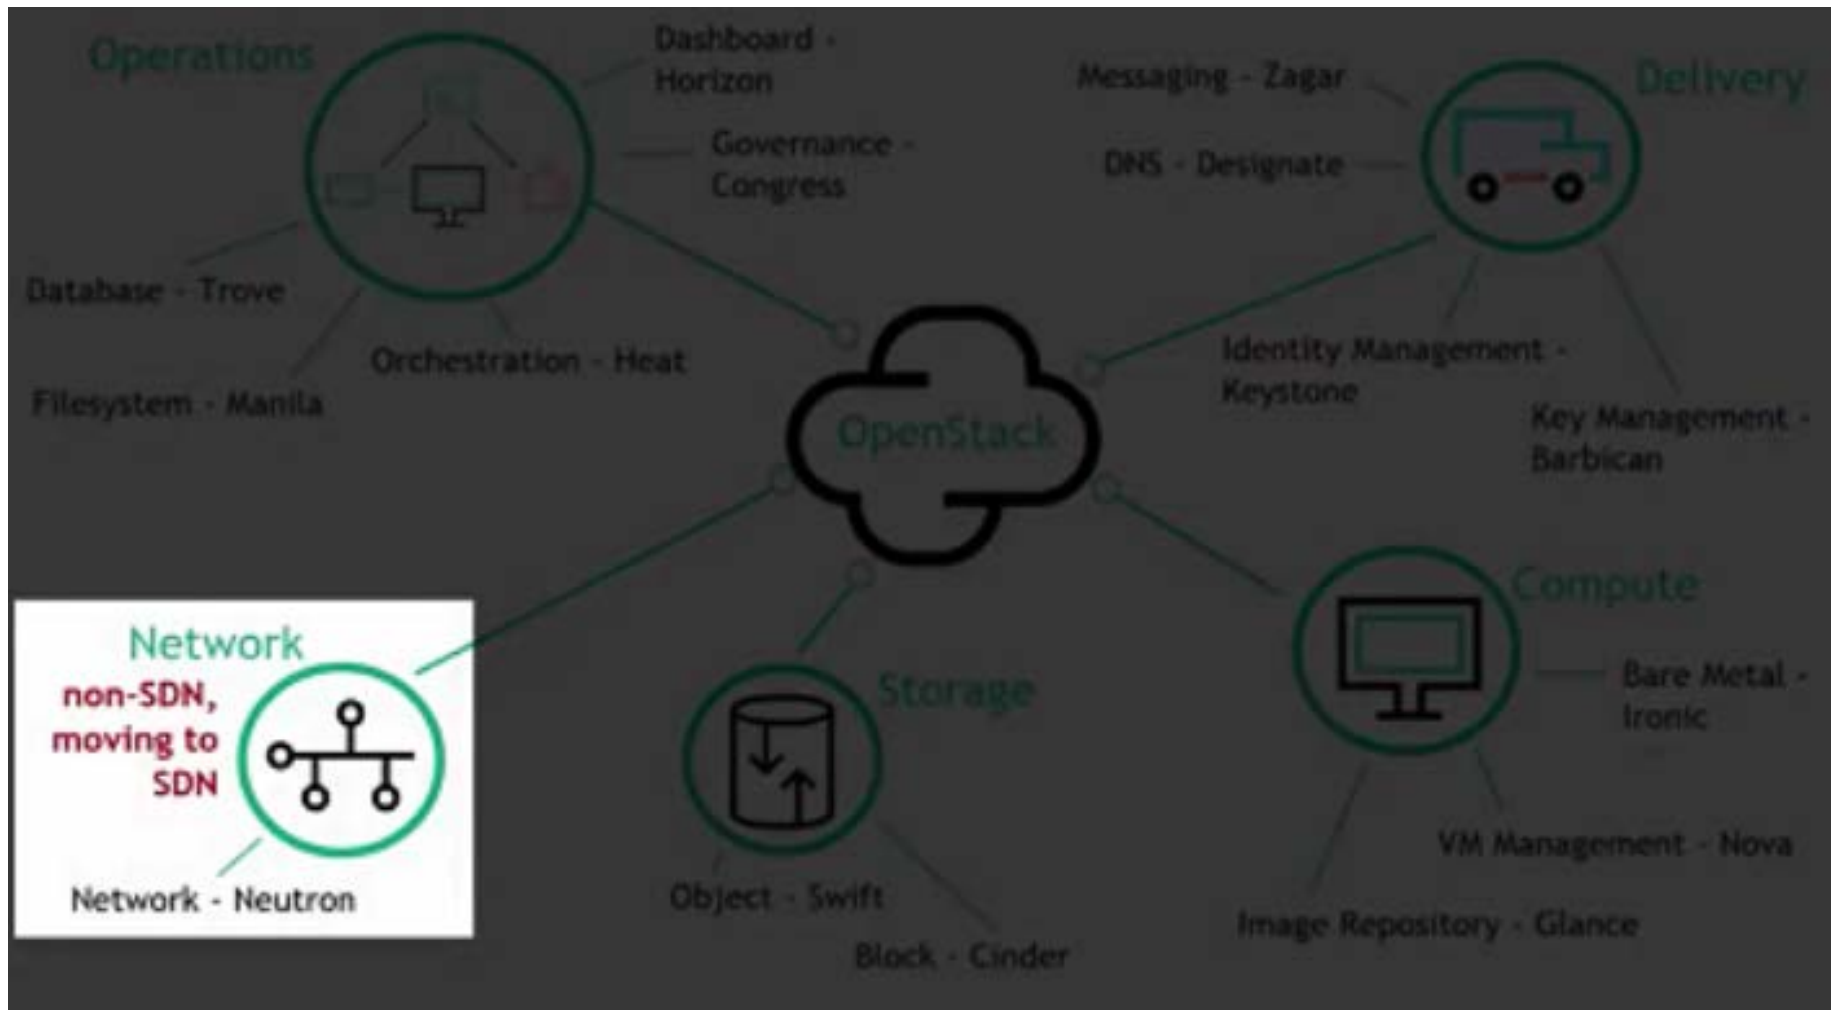 Operations
Dashboard -
Horizon
Governance -
Congress
Database - Trove
Filesystem - Manila
Orchestration - Heat
Messaging - Zagar
Delivery
DNS - Designate
Identity Management -
Keystone
Key Management -
Barbican
OpenStack
Network
non-SDN,
moving to
SDN
Network - Neutron
Storage
Object - Swift
Block - Cinder
Compute
Bare Metal -
Ironic
VM Management - Nova
Image Repository - Glance